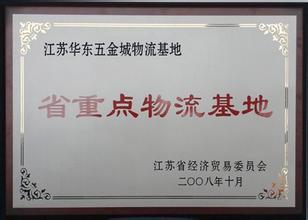 江苏华东五金城物流基地
省重点物流基地
江苏省经济贸易委员会
二〇〇八年十月